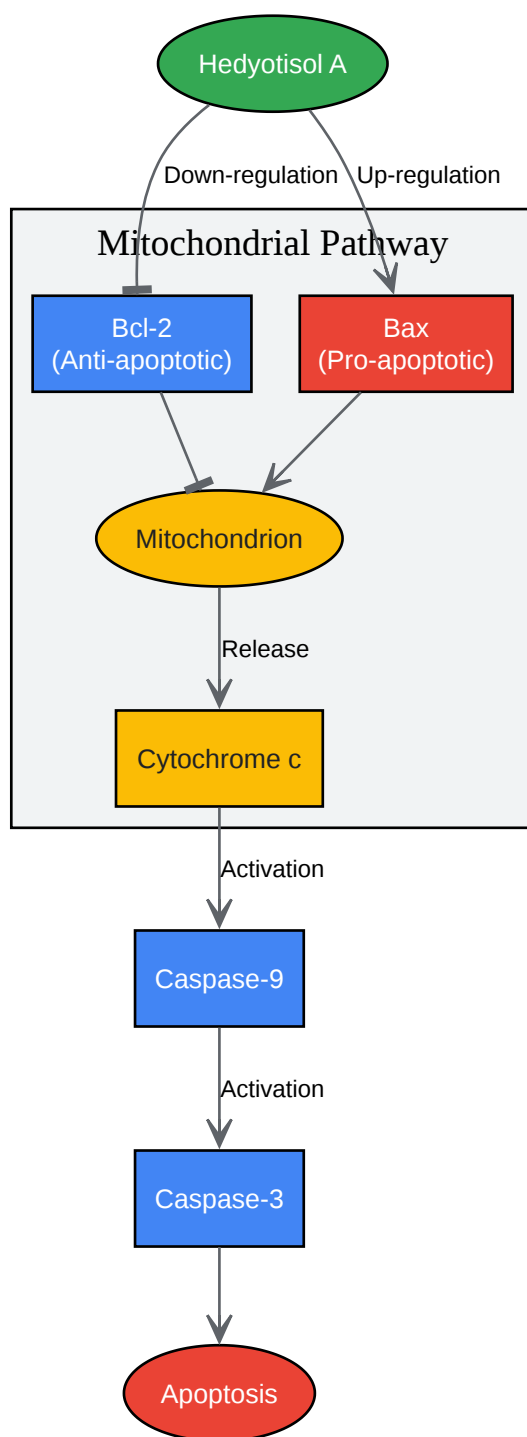 Hedyotisol A
Down-regulation
Up-regulation
Mitochondrial Pathway
Bcl-2
(Anti-apoptotic)
Bax
(Pro-apoptotic)
Mitochondrion
Release
Cytochrome c
Activation
Caspase-9
Activation
Caspase-3
Apoptosis